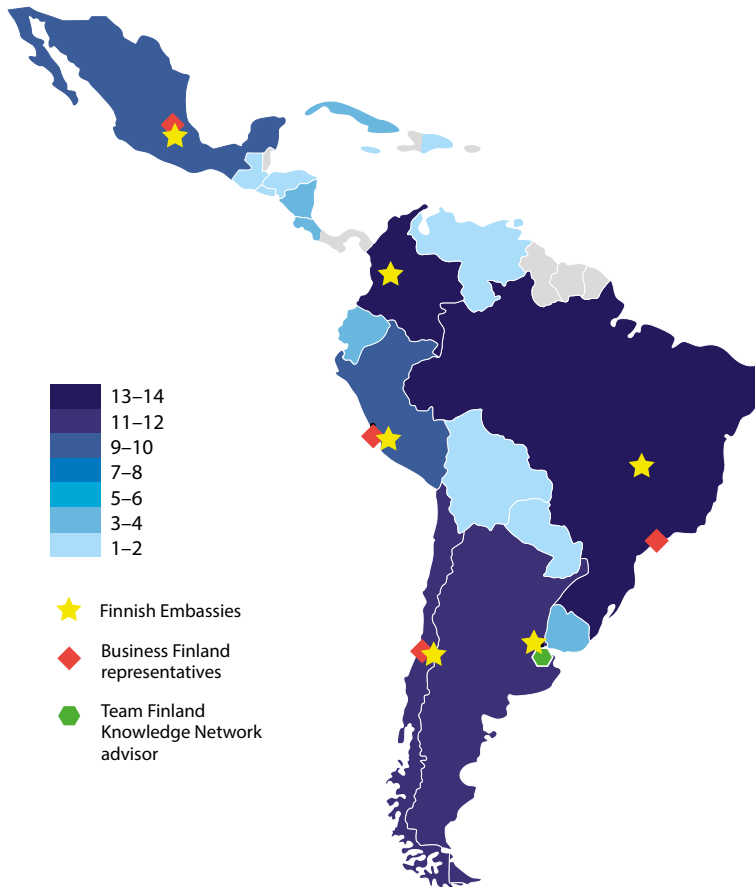 13–14
11–12
9–10
7–8
5–6
3–4
1–2
Finnish Embassies
Business Finland
representatives
Team Finland
Knowledge Network
advisor